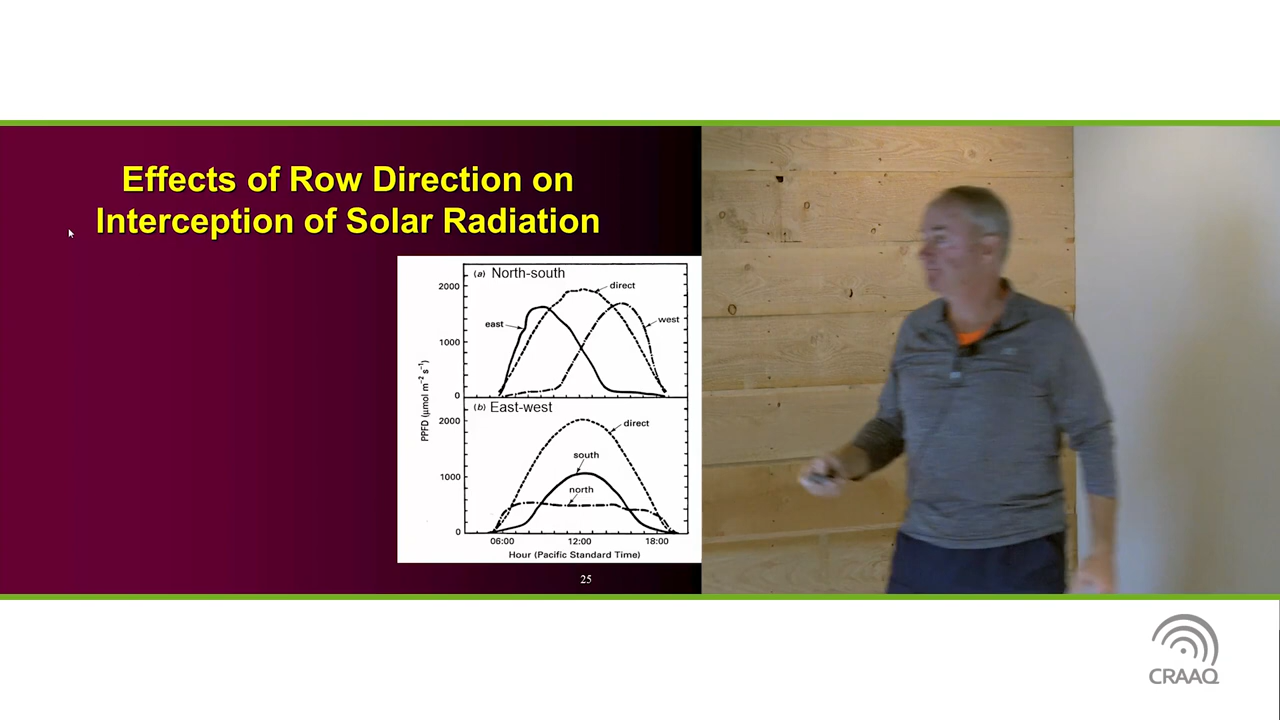 Effects of Row Direction on
Interception of Solar Radiation
(a) North-south
direct
east
west
2000
1000
0
(b) East-west
direct
south
north
2000
1000
0
PPFD (μmol m⁻² s⁻¹)
06:00 12:00 18:00
Hour (Pacific Standard Time)
25
CRAAQ